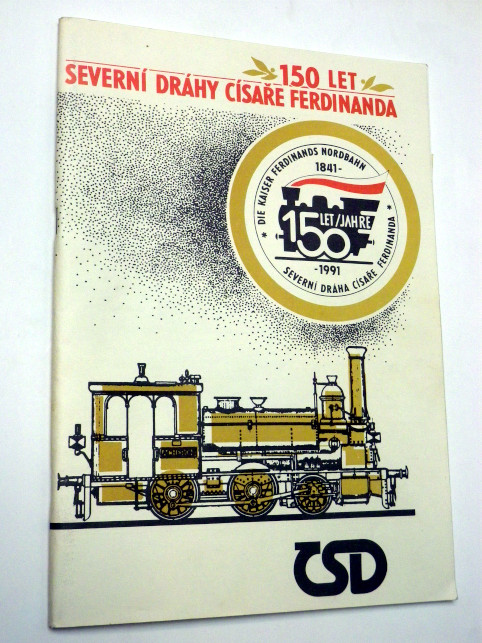 150 LET
SEVERNÍ DRÁHY CÍSAŘE FERDINANDA
* DIE KAISER FERDINANDS NORDBAHN *
1841-
150 LET/JAHRE
-1991
SEVERNÍ DRÁHA CÍSAŘE FERDINANDA
ČSD